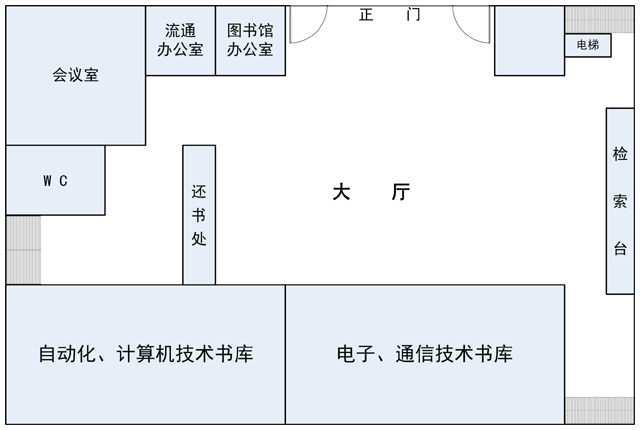 正 门
流通
办公室
图书馆
办公室
电梯
会议室
检
索
台
WC
还
书
处
大 厅
自动化、计算机技术书库
电子、通信技术书库